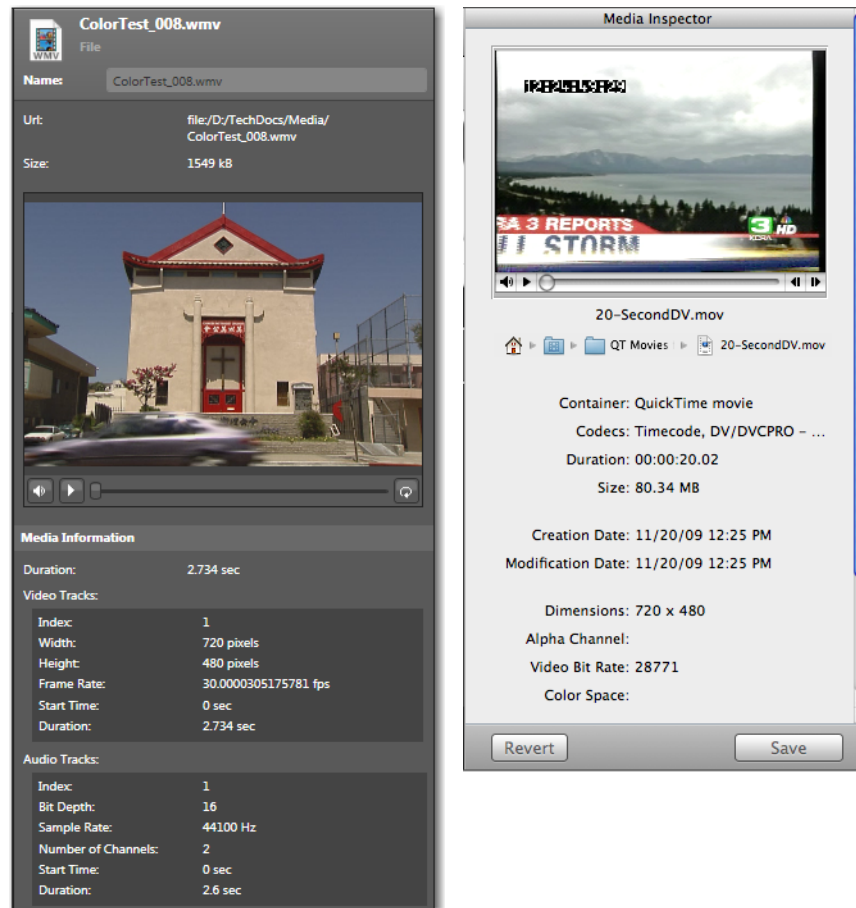 ColorTest_008.wmv
File
WMV
Name:
ColorTest_008.wmv
Url:
file:/D:/TechDocs/Media/
ColorTest_008.wmv
Size:
1549 kB
Media Information
Duration:
2.734 sec
Video Tracks:
Index:
1
Width:
720 pixels
Height:
480 pixels
Frame Rate:
30.0000305175781 fps
Start Time:
0 sec
Duration:
2.734 sec
Audio Tracks:
Index:
1
Bit Depth:
16
Sample Rate:
44100 Hz
Number of Channels:
2
Start Time:
0 sec
Duration:
2.6 sec
Media Inspector
RA 3 REPORTS
3 HD
KCRA
STORM
20-SecondDV.mov
QT Movies
20-SecondDV.mov
Container: QuickTime movie
Codecs: Timecode, DV/DVCPRO – ...
Duration: 00:00:20.02
Size: 80.34 MB
Creation Date: 11/20/09 12:25 PM
Modification Date: 11/20/09 12:25 PM
Dimensions: 720 x 480
Alpha Channel:
Video Bit Rate: 28771
Color Space:
Revert
Save